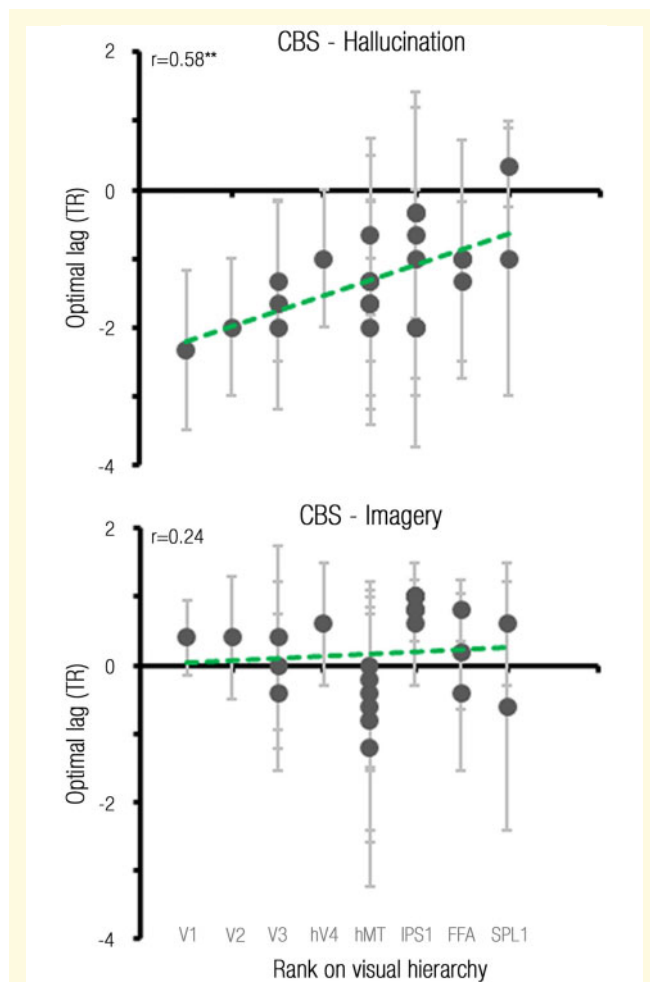 CBS - Hallucination
r=0.58**
2
0
-2
-4
Optimal lag (TR)
CBS - Imagery
r=0.24
2
0
-2
-4
Optimal lag (TR)
V1 V2 V3 hV4 hMT IPS1 FFA SPL1
Rank on visual hierarchy